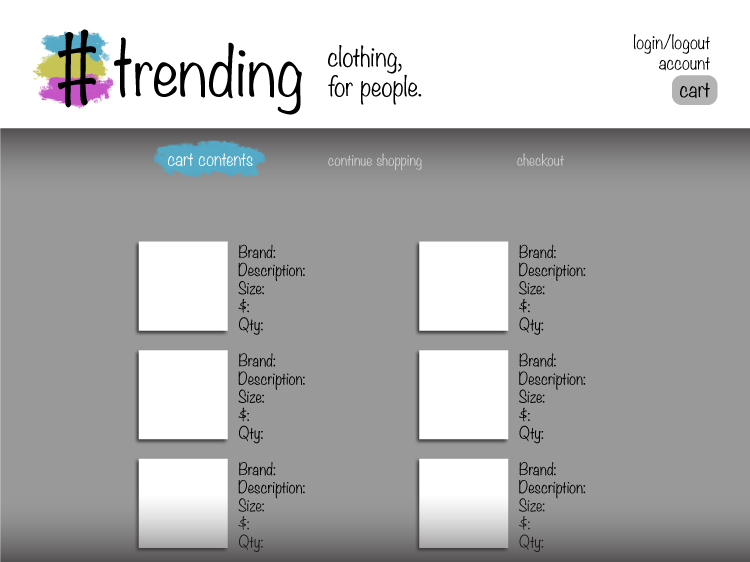 #trending
clothing,
for people.
login/logout
account
cart
cart contents
continue shopping
checkout
Brand:
Description:
Size:
$:
Qty:
Brand:
Description:
Size:
$:
Qty:
Brand:
Description:
Size:
$:
Qty:
Brand:
Description:
Size:
$:
Qty:
Brand:
Description:
Size:
$:
Qty:
Brand:
Description:
Size:
$:
Qty: